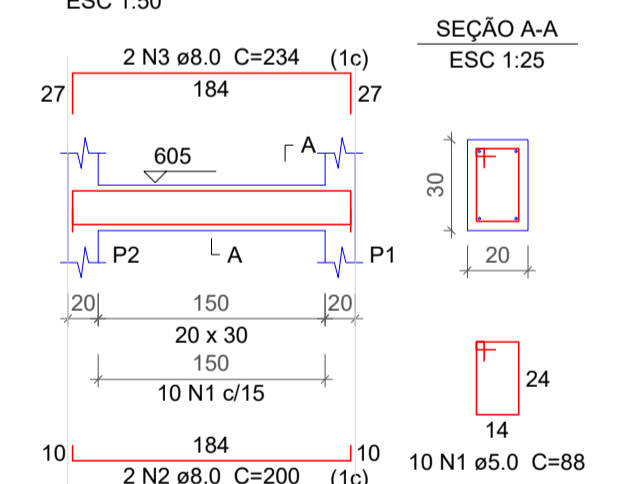 ESC 1:50
2 N3 ø8.0 C=234 (1c)
27 184 27
A
605
P2 A P1
20 150 20
20 x 30
150
10 N1 c/15
10 184 10
2 N2 ø8.0 C=200 (1c)
SEÇÃO A-A
ESC 1:25
30
20
24
14
10 N1 ø5.0 C=88